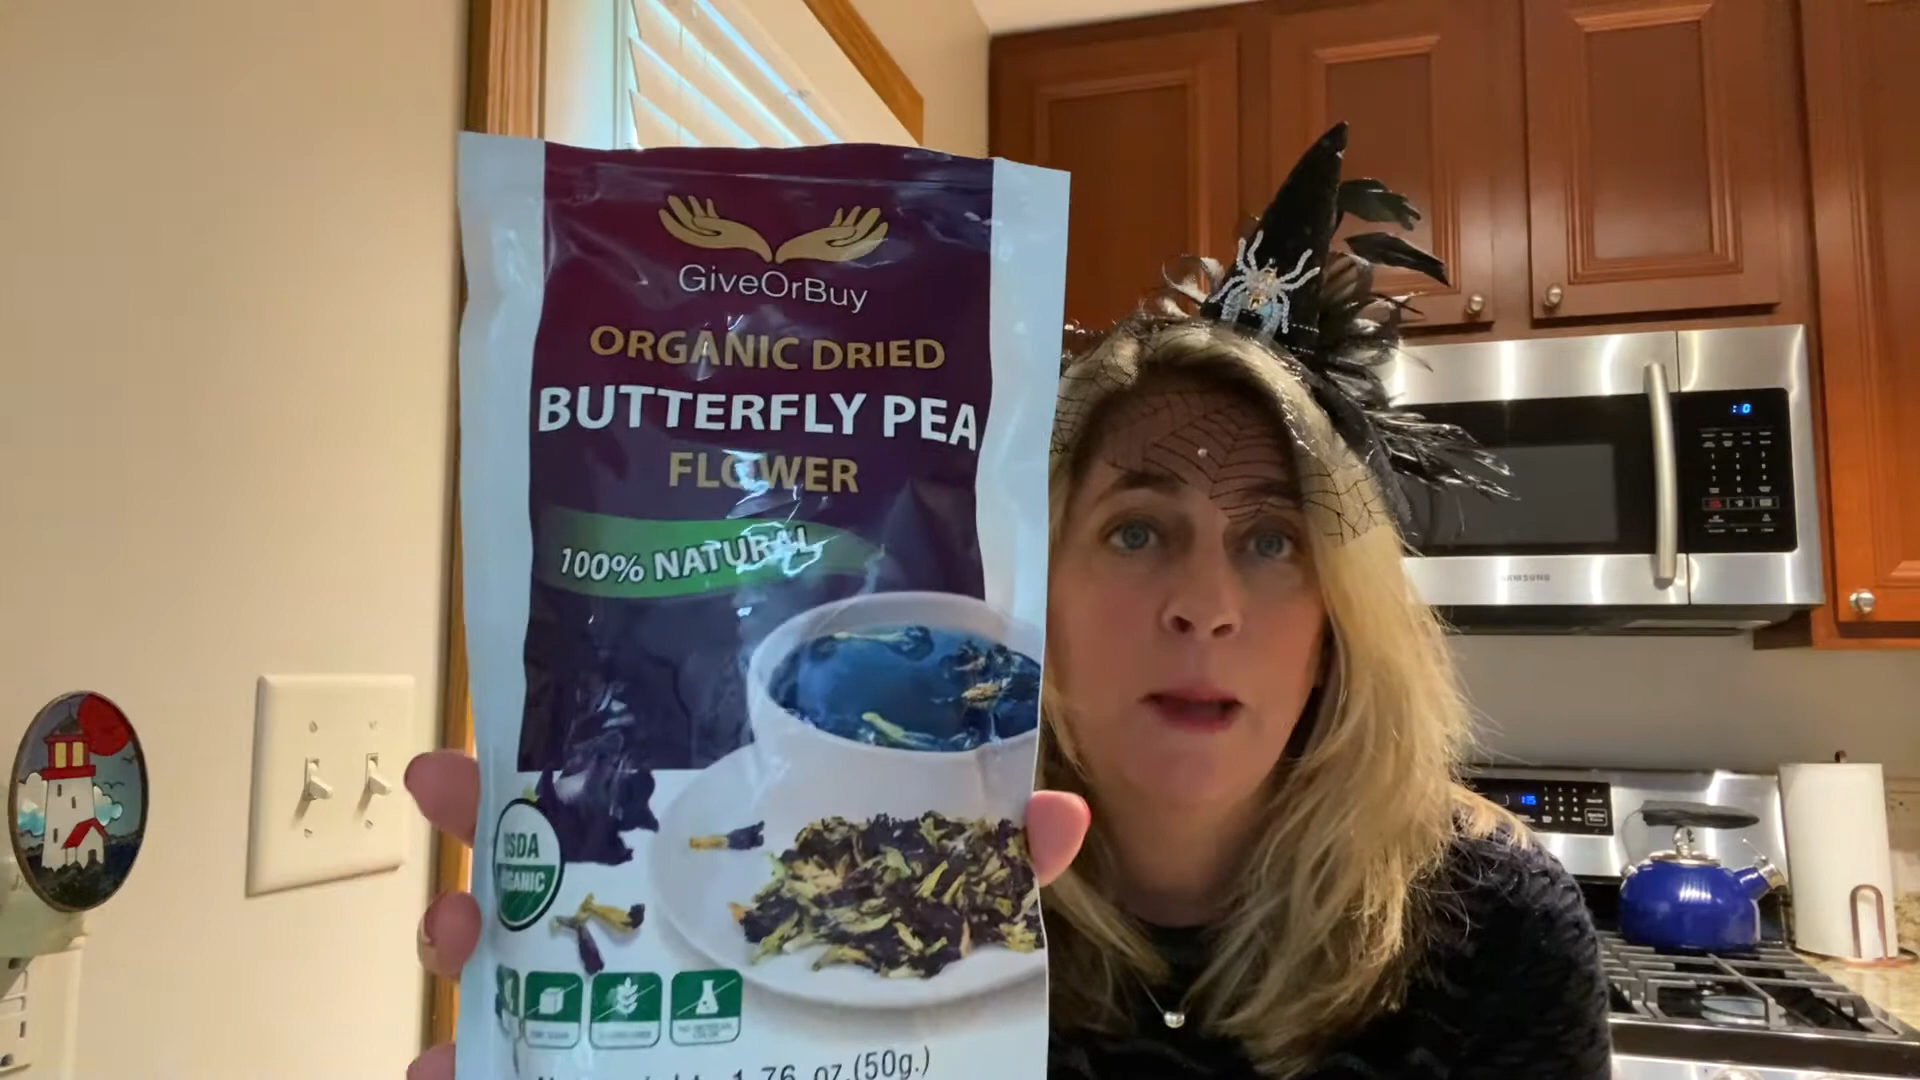 GiveOrBuy
ORGANIC DRIED
BUTTERFLY PEA
FLOWER
100% NATURAL
USDA
ORGANIC
1.76 oz.(50g.)
SAMSUNG